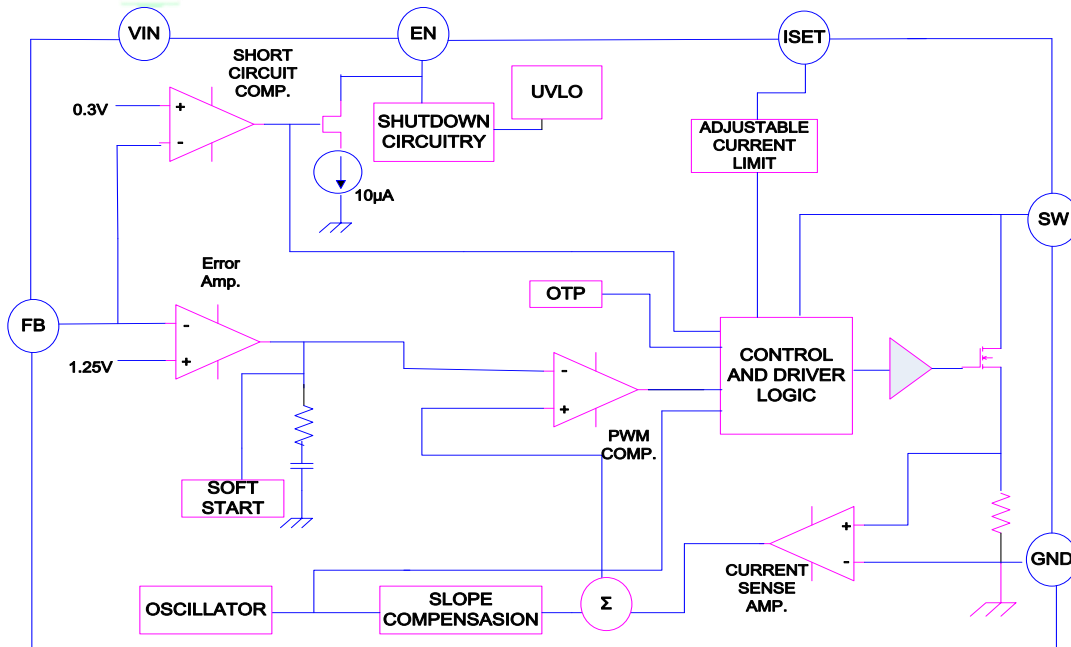 VIN
EN
ISET
SHORT
CIRCUIT
COMP.
UVLO
0.3V
+
-
SHUTDOWN
CIRCUITRY
ADJUSTABLE
CURRENT
LIMIT
10µA
SW
Error
Amp.
OTP
FB
-
+
1.25V
CONTROL
AND DRIVER
LOGIC
-
+
PWM
COMP.
SOFT
START
+
-
CURRENT
SENSE
AMP.
GND
OSCILLATOR
SLOPE
COMPENSASION
Σ